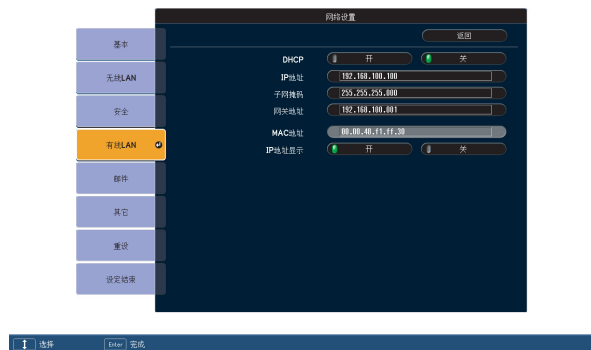 网络设置
返回
基本
无线LAN
安全
有线LAN
邮件
其它
重设
设定结束
DHCP 开 关
IP地址 192.168.100.100
子网掩码 255.255.255.000
网关地址 192.168.100.001
MAC地址 00.00.48.f1.ff.30
IP地址显示 开 关
选择 Enter 完成